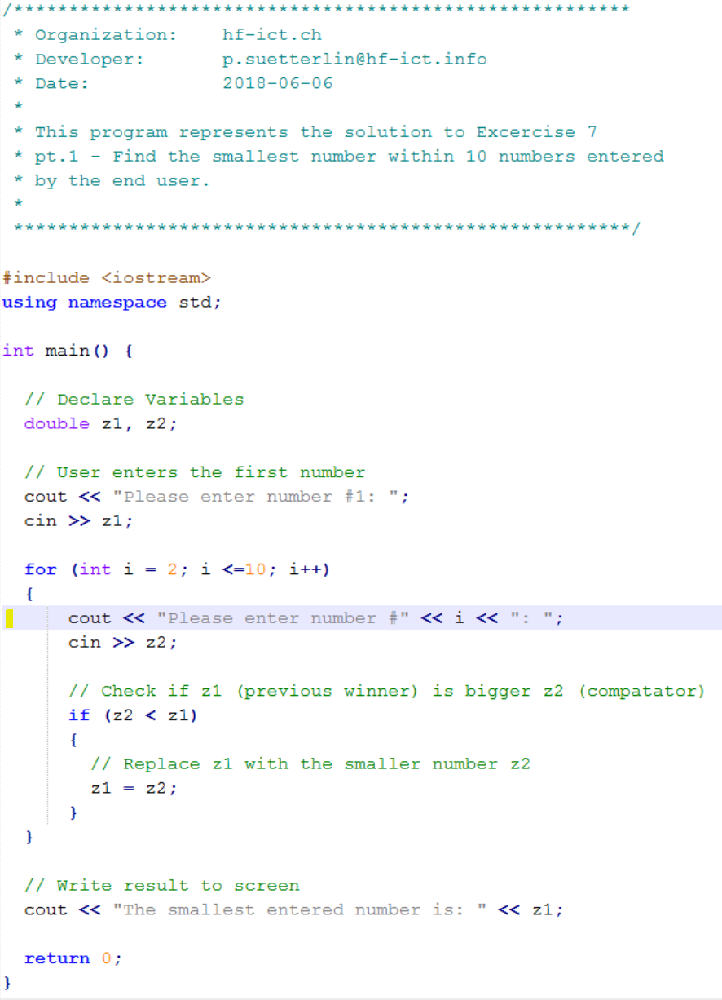 /********************************************************
 * Organization:    hf-ict.ch
 * Developer:       p.suetterlin@hf-ict.info
 * Date:            2018-06-06
 *
 * This program represents the solution to Excercise 7
 * pt.1 - Find the smallest number within 10 numbers entered
 * by the end user.
 *
 ********************************************************/

#include <iostream>
using namespace std;

int main() {

  // Declare Variables
  double z1, z2;

  // User enters the first number
  cout << "Please enter number #1: ";
  cin >> z1;

  for (int i = 2; i <=10; i++)
  {
      cout << "Please enter number #" << i << ": ";
      cin >> z2;

      // Check if z1 (previous winner) is bigger z2 (compatator)
      if (z2 < z1)
      {
        // Replace z1 with the smaller number z2
        z1 = z2;
      }
  }

  // Write result to screen
  cout << "The smallest entered number is: " << z1;

  return 0;
}